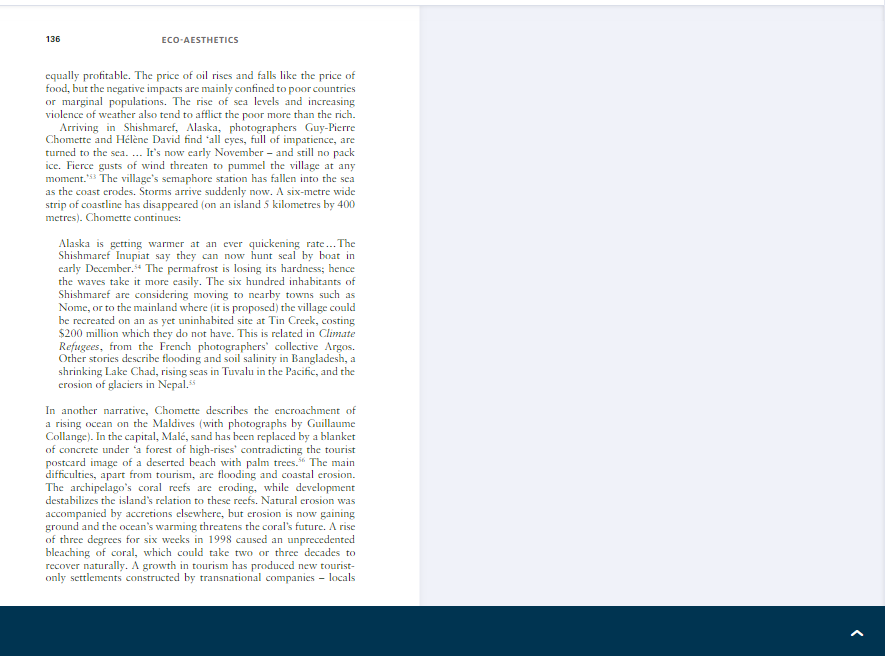 136
ECO-AESTHETICS
equally profitable. The price of oil rises and falls like the price of
food, but the negative impacts are mainly confined to poor countries
or marginal populations. The rise of sea levels and increasing
violence of weather also tend to afflict the poor more than the rich.
Arriving in Shishmaref, Alaska, photographers Guy-Pierre
Chomette and Hélène David find ‘all eyes, full of impatience, are
turned to the sea. … It’s now early November – and still no pack
ice. Fierce gusts of wind threaten to pummel the village at any
moment.’⁵³ The village’s semaphore station has fallen into the sea
as the coast erodes. Storms arrive suddenly now. A six-metre wide
strip of coastline has disappeared (on an island 5 kilometres by 400
metres). Chomette continues:
Alaska is getting warmer at an ever quickening rate…The
Shishmaref Inupiat say they can now hunt seal by boat in
early December.⁵⁴ The permafrost is losing its hardness; hence
the waves take it more easily. The six hundred inhabitants of
Shishmaref are considering moving to nearby towns such as
Nome, or to the mainland where (it is proposed) the village could
be recreated on an as yet uninhabited site at Tin Creek, costing
$200 million which they do not have. This is related in Climate
Refugees, from the French photographers’ collective Argos.
Other stories describe flooding and soil salinity in Bangladesh, a
shrinking Lake Chad, rising seas in Tuvalu in the Pacific, and the
erosion of glaciers in Nepal.⁵⁵
In another narrative, Chomette describes the encroachment of
a rising ocean on the Maldives (with photographs by Guillaume
Collange). In the capital, Malé, sand has been replaced by a blanket
of concrete under ‘a forest of high-rises’ contradicting the tourist
postcard image of a deserted beach with palm trees.⁵⁶ The main
difficulties, apart from tourism, are flooding and coastal erosion.
The archipelago’s coral reefs are eroding, while development
destabilizes the island’s relation to these reefs. Natural erosion was
accompanied by accretions elsewhere, but erosion is now gaining
ground and the ocean’s warming threatens the coral’s future. A rise
of three degrees for six weeks in 1998 caused an unprecedented
bleaching of coral, which could take two or three decades to
recover naturally. A growth in tourism has produced new tourist-
only settlements constructed by transnational companies – locals